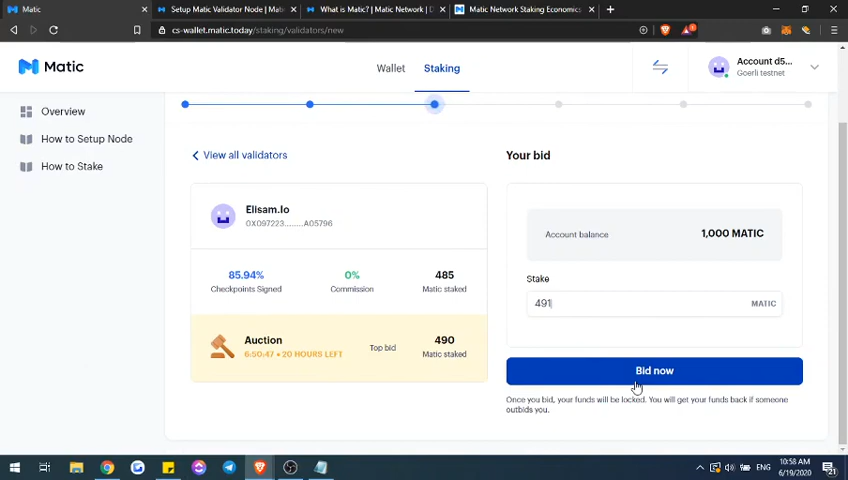 Matic
Setup Matic Validator Node | Mat
What is Matic? | Matic Network | D
Matic Network Staking Economics
cs-wallet.matic.today/staking/validators/new
Matic
Wallet
Staking
Account d5...
Goerli testnet
Overview
How to Setup Node
How to Stake
View all validators
Your bid
Elisam.Io
0X097223........A05796
85.94%
Checkpoints Signed
0%
Commission
485
Matic staked
Auction
6:50:47 • 20 HOURS LEFT
Top bid
490
Matic staked
Account balance
1,000 MATIC
Stake
491
MATIC
Bid now
Once you bid, your funds will be locked. You will get your funds back if someone
outbids you.
ENG
10:58 AM
6/19/2020
21